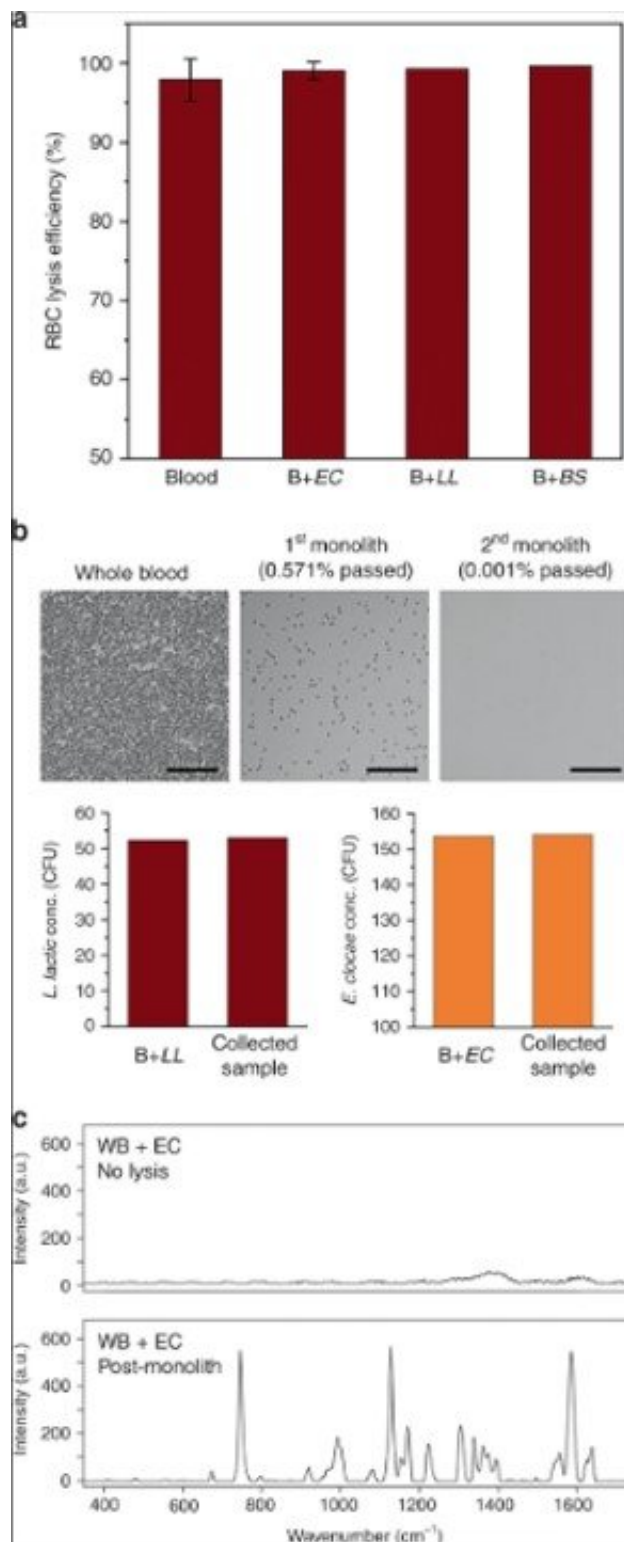 a
100
90
80
70
60
50
RBC lysis efficiency (%)
Blood
B+EC
B+LL
B+BS
b
Whole blood
1st monolith
(0.571% passed)
2nd monolith
(0.001% passed)
60
50
40
30
20
10
0
L. lactic conc. (CFU)
B+LL
Collected
sample
160
150
140
130
120
110
100
E. clocae conc. (CFU)
B+EC
Collected
sample
c
600
400
200
0
Intensity (a.u.)
WB + EC
No lysis
600
400
200
0
Intensity (a.u.)
WB + EC
Post-monolith
400
600
800
1000
1200
1400
1600
Wavenumber (cm−1)